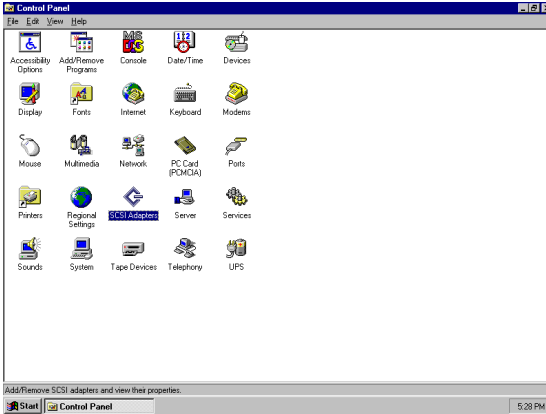 Control Panel
File Edit View Help
Accessibility Options
Add/Remove Programs
Console
Date/Time
Devices
Display
Fonts
Internet
Keyboard
Modems
Mouse
Multimedia
Network
PC Card (PCMCIA)
Ports
Printers
Regional Settings
SCSI Adapters
Server
Services
Sounds
System
Tape Devices
Telephony
UPS
Add/Remove SCSI adapters and view their properties.
Start Control Panel 5:28 PM